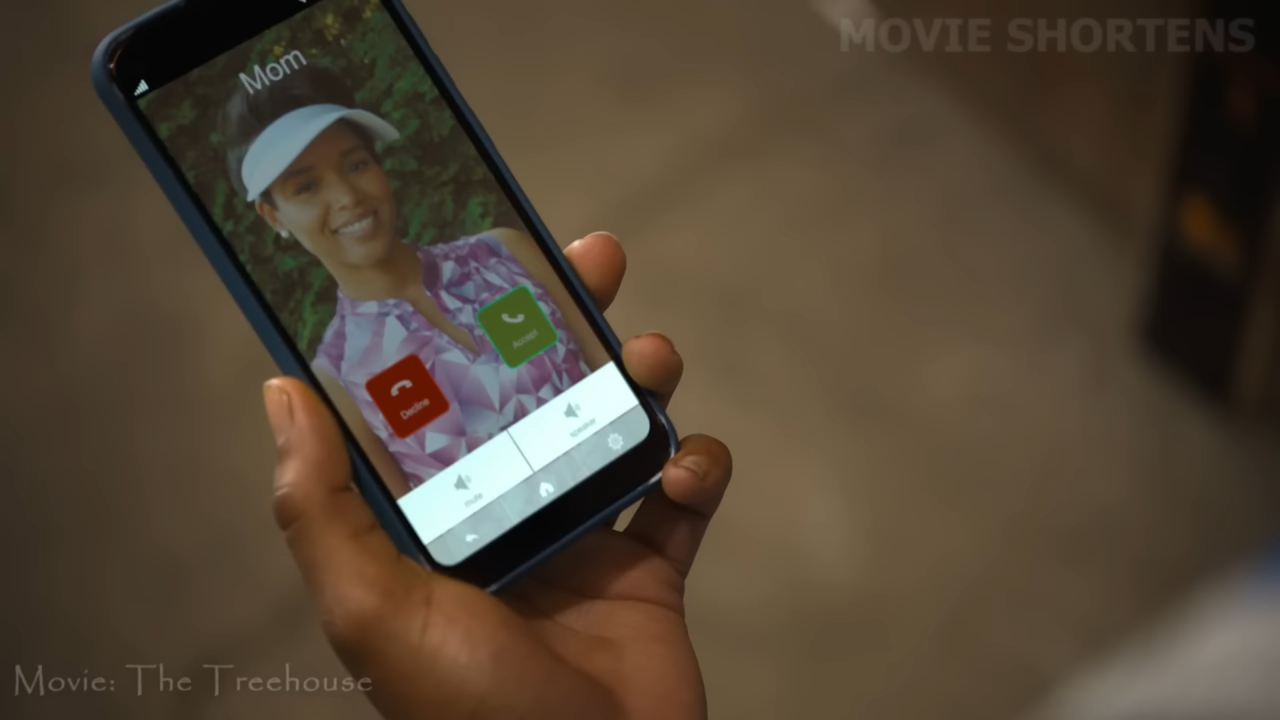 MOVIE SHORTENS
Mom
Accept
Decline
speaker
mute
Movie: The Treehouse